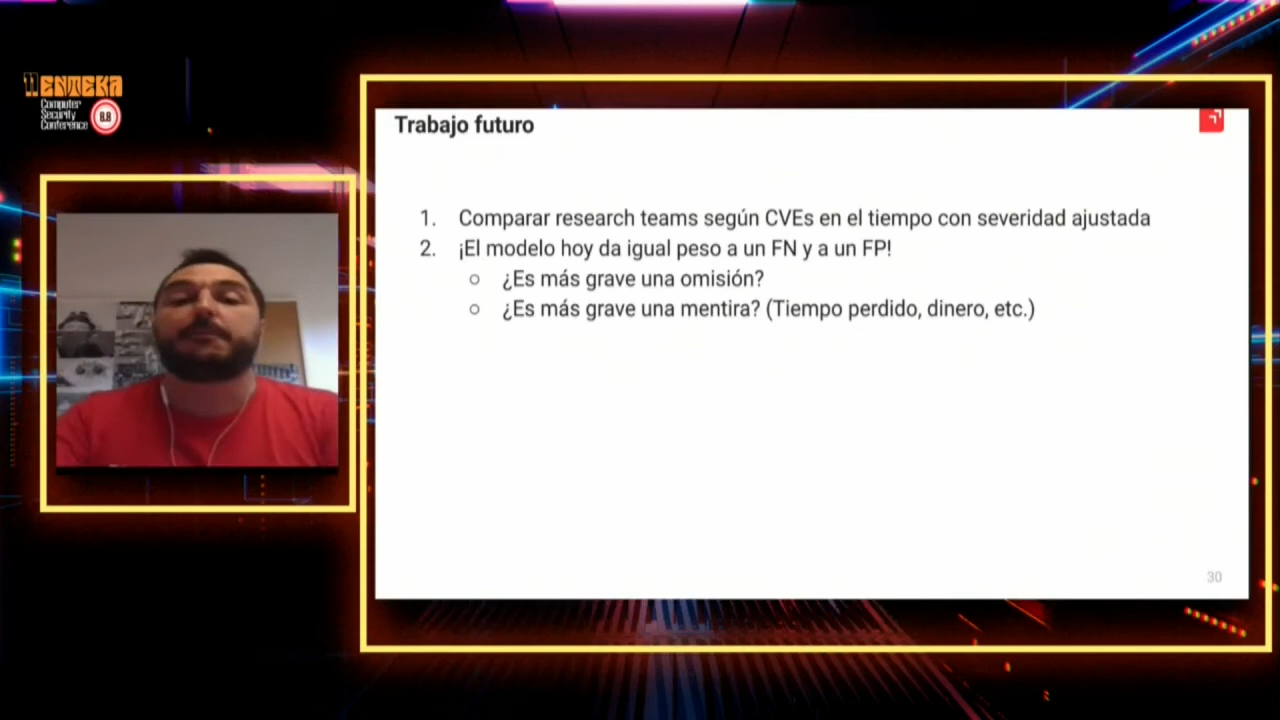 11ENTEKA
Computer
Security
Conference
8.8
Trabajo futuro
1. Comparar research teams según CVEs en el tiempo con severidad ajustada
2. ¡El modelo hoy da igual peso a un FN y a un FP!
○ ¿Es más grave una omisión?
○ ¿Es más grave una mentira? (Tiempo perdido, dinero, etc.)
30